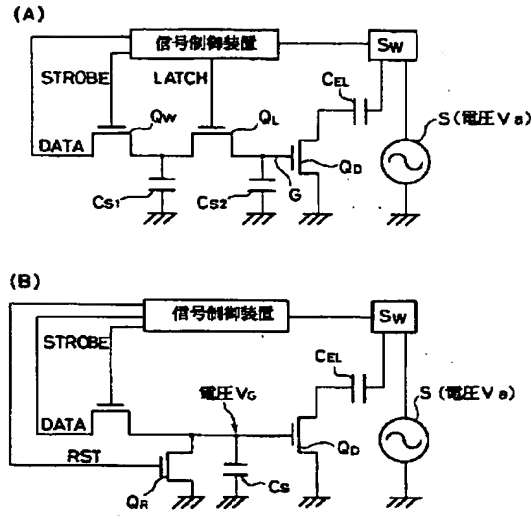 (A)
信号制御装置
SW
STROBE
LATCH
CEL
QW
QL
S(電圧Va)
DATA
QD
CS1
CS2
G
(B)
信号制御装置
SW
STROBE
CEL
電圧VG
S(電圧Va)
DATA
QD
RST
QR
CS